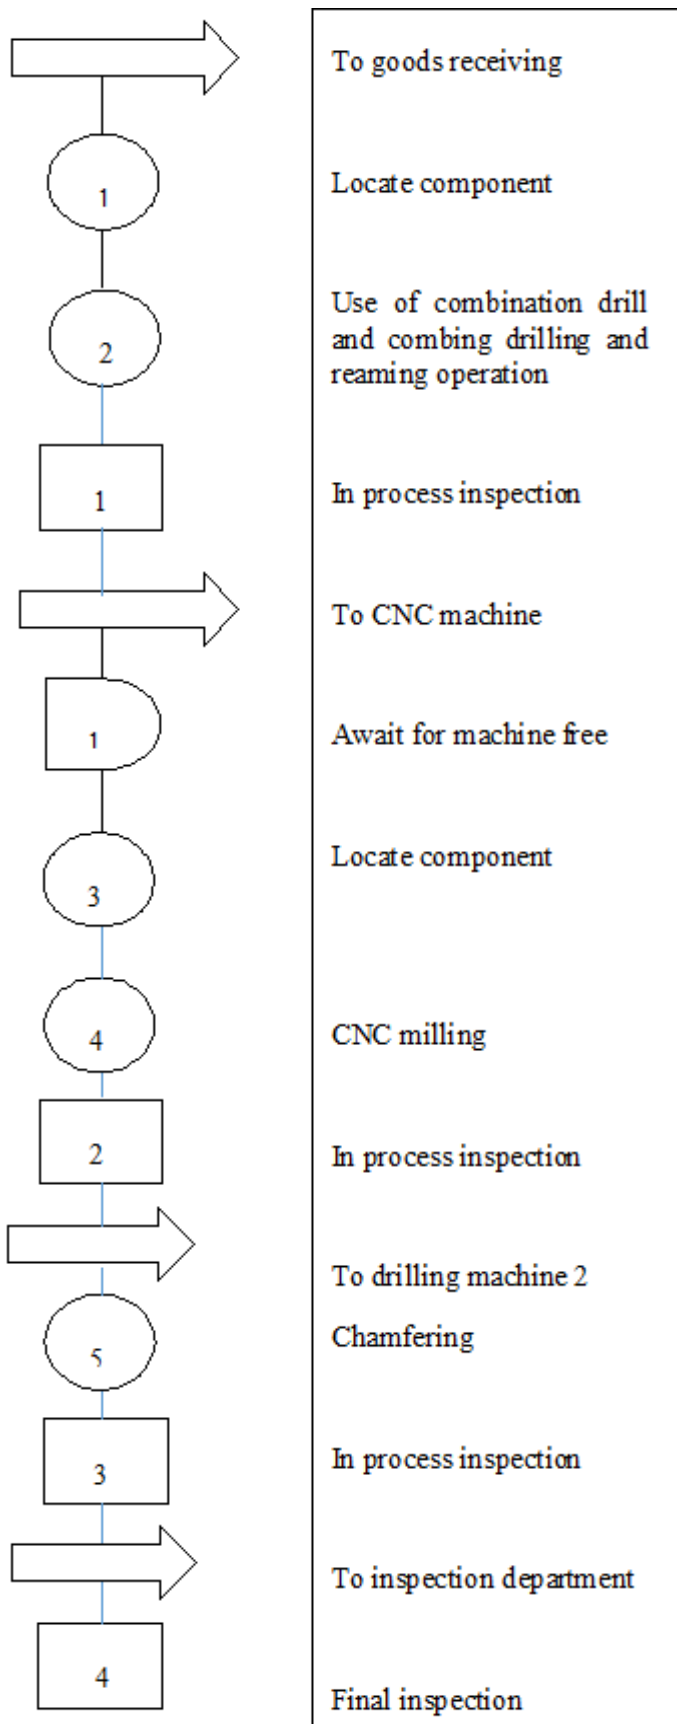 To goods receiving
1
Locate component
2
Use of combination drill
and combing drilling and
reaming operation
1
In process inspection
To CNC machine
1
Await for machine free
3
Locate component
4
CNC milling
2
In process inspection
To drilling machine 2
5
Chamfering
3
In process inspection
To inspection department
4
Final inspection